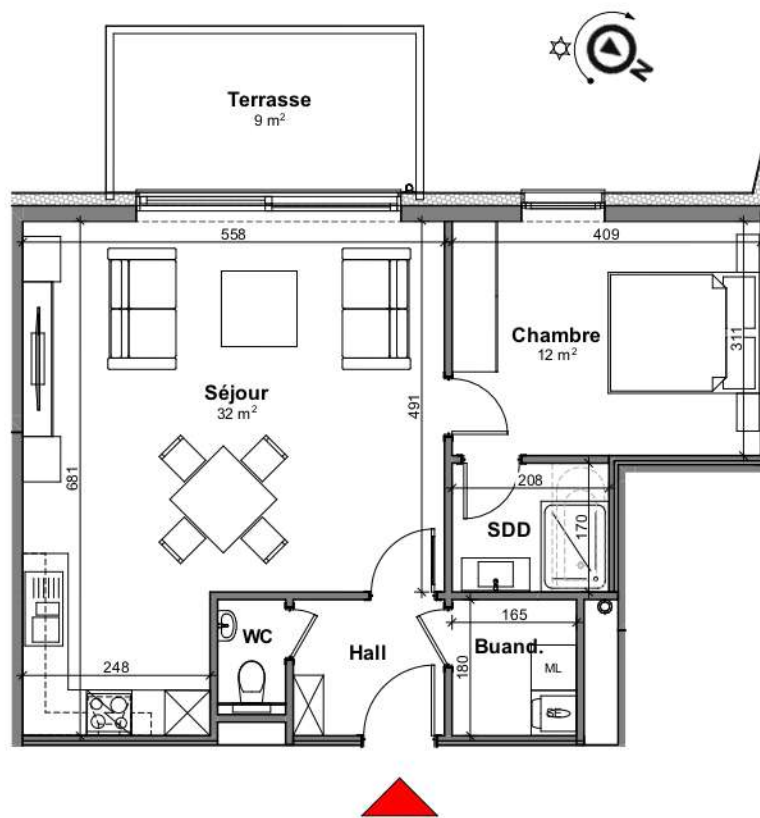 N
Terrasse
9 m²
558
409
Chambre
12 m²
311
Séjour
32 m²
491
681
208
SDD
170
WC
Hall
165
Buand.
180
ML
SE
248